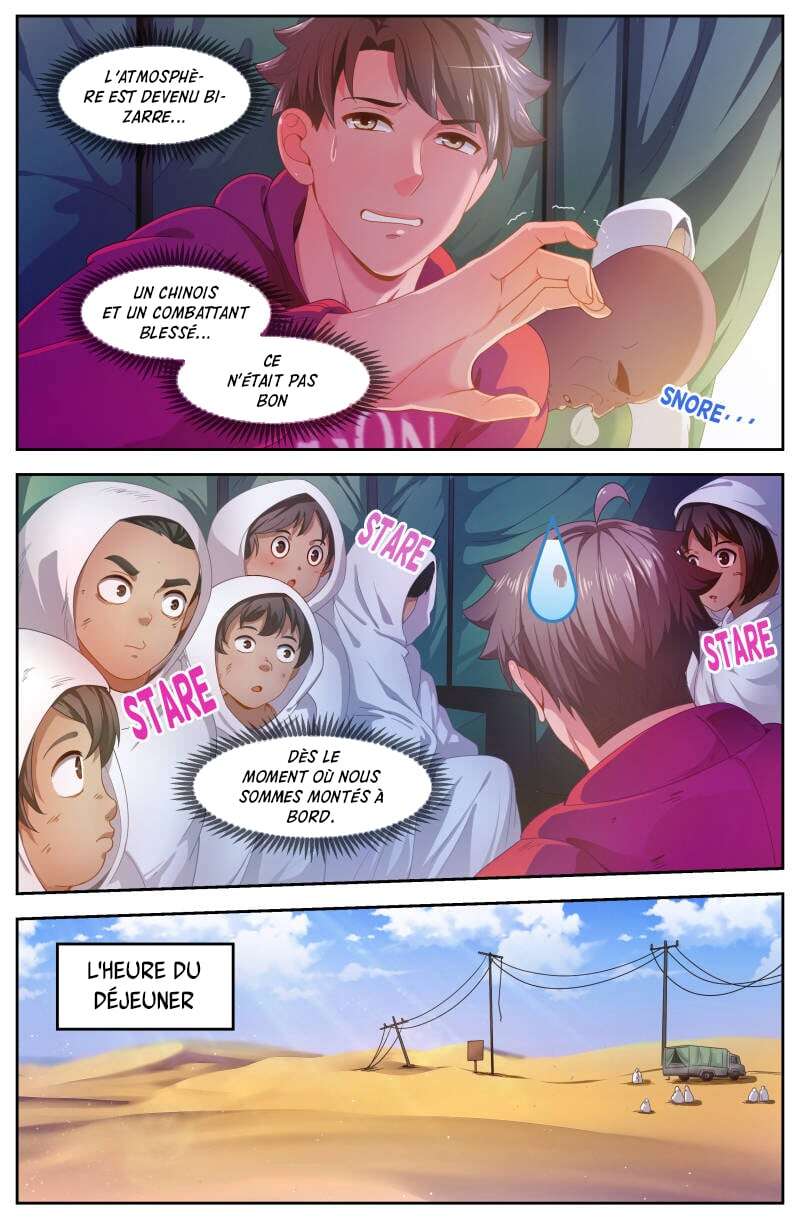 L'ATMOSPHÈ-
RE EST DEVENU BI-
ZARRE...
UN CHINOIS
ET UN COMBATTANT
BLESSÉ...
CE
N'ÉTAIT PAS
BON
SNORE...
STARE
STARE
STARE
DÈS LE
MOMENT OÙ NOUS
SOMMES MONTÉS À
BORD.
L'HEURE DU
DÉJEUNER